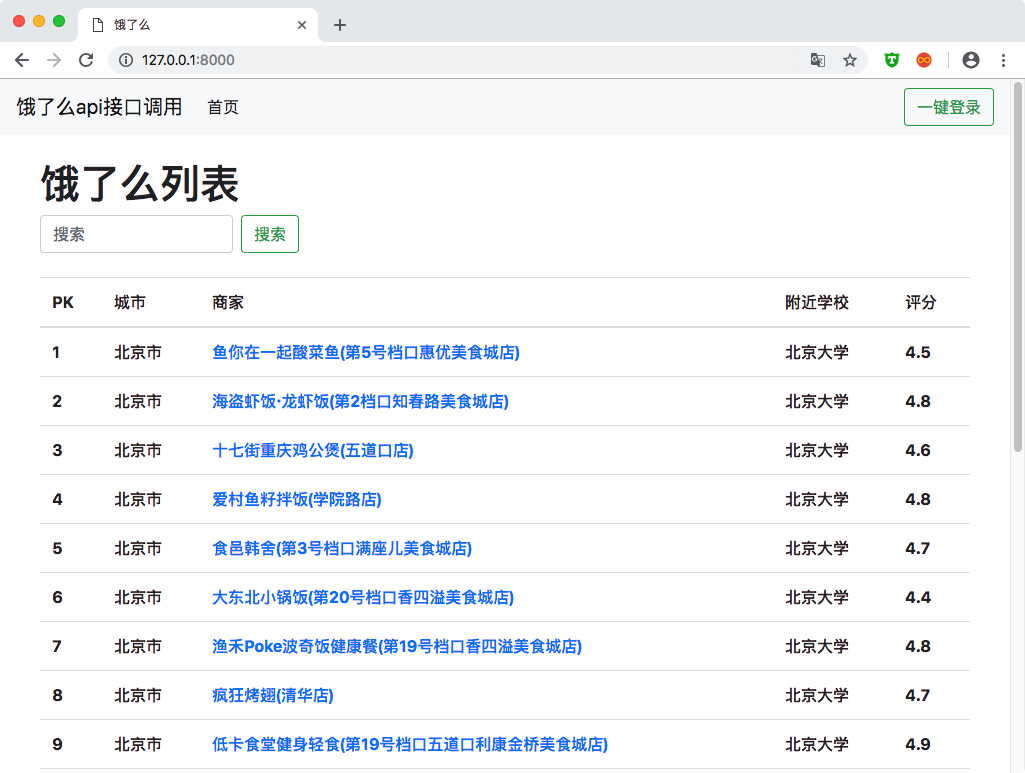 饿了么
127.0.0.1:8000
饿了么api接口调用 首页 一键登录
饿了么列表
搜索 搜索
PK 城市 商家 附近学校 评分
1 北京市 鱼你在一起酸菜鱼(第5号档口惠优美食城店) 北京大学 4.5
2 北京市 海盗虾饭·龙虾饭(第2档口知春路美食城店) 北京大学 4.8
3 北京市 十七街重庆鸡公煲(五道口店) 北京大学 4.6
4 北京市 爱村鱼籽拌饭(学院路店) 北京大学 4.8
5 北京市 食邑韩舍(第3号档口满座儿美食城店) 北京大学 4.7
6 北京市 大东北小锅饭(第20号档口香四溢美食城店) 北京大学 4.4
7 北京市 渔禾Poke波奇饭健康餐(第19号档口香四溢美食城店) 北京大学 4.8
8 北京市 疯狂烤翅(清华店) 北京大学 4.7
9 北京市 低卡食堂健身轻食(第19号档口五道口利康金桥美食城店) 北京大学 4.9